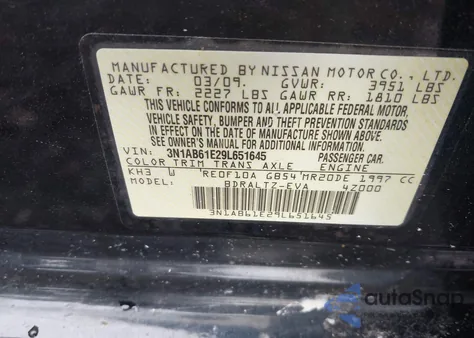 MANUFACTURED BY NISSAN MOTOR CO., LTD.
DATE: 03/09. GVWR: 3951 LBS
GAWR FR: 2227 LBS GAWR RR: 1810 LBS
THIS VEHICLE CONFORMS TO ALL APPLICABLE FEDERAL MOTOR
VEHICLE SAFETY, BUMPER, AND THEFT PREVENTION STANDARDS
IN EFFECT ON THE DATE OF MANUFACTURE SHOWN ABOVE.
SEE OWNER'S MANUAL FOR ADDITIONAL INFORMATION
VIN: 3N1AB61E29L651645 PASSENGER CAR
COLOR TRIM TRANS AXLE ENGINE
KH3 W RE0F10A GB54 MR20DE 1997 CC
MODEL: BDRALTZ-EVA 4Z000
3N1AB61E29L651645
autoSnap